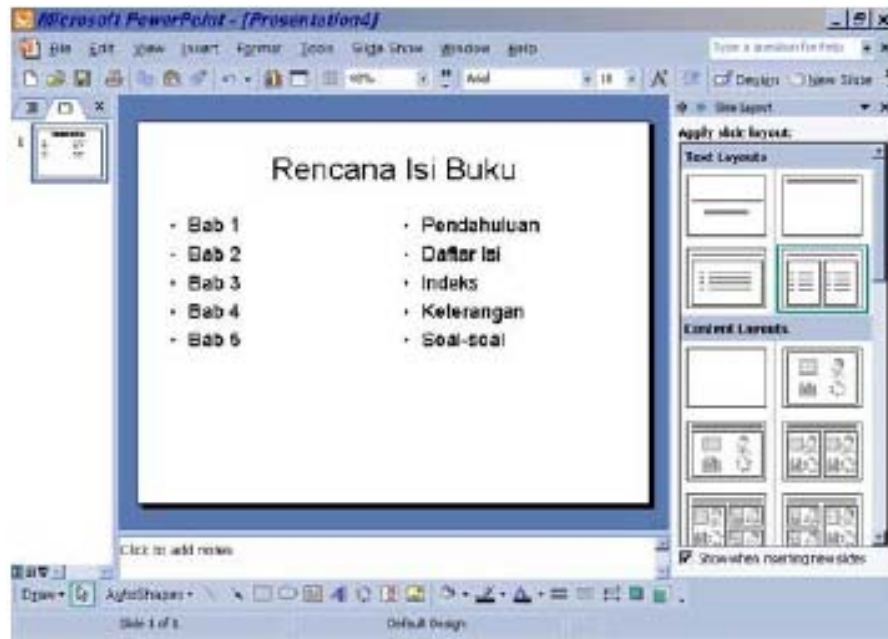 Microsoft PowerPoint - [Presentation4]
File Edit View Insert Format Tools Slide Show Window Help
Type a question for help
48% Arial 18 Design New Slide
Slide Layout
Apply slide layout:
Text Layouts
Content Layouts
Show when inserting new slides
1
Rencana Isi Buku
Bab 1
Bab 2
Bab 3
Bab 4
Bab 5
Pendahuluan
Daftar Isi
Indeks
Keterangan
Soal-soal
Click to add notes
Draw AutoShapes
Slide 1 of 1 Default Design